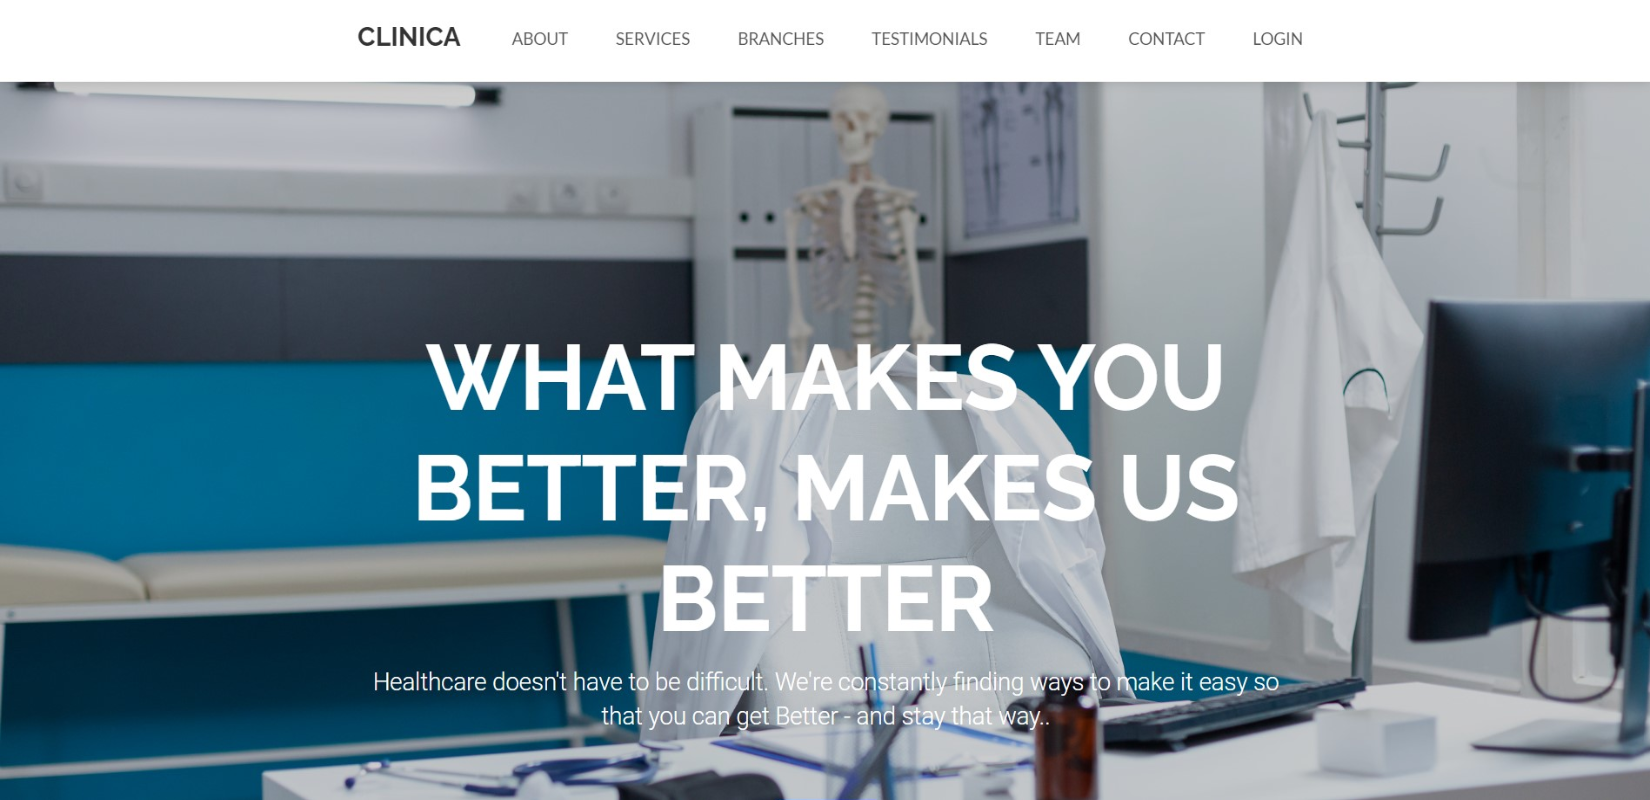 CLINICA ABOUT SERVICES BRANCHES TESTIMONIALS TEAM CONTACT LOGIN
WHAT MAKES YOU
BETTER, MAKES US
BETTER
Healthcare doesn't have to be difficult. We're constantly finding ways to make it easy so
that you can get Better - and stay that way..